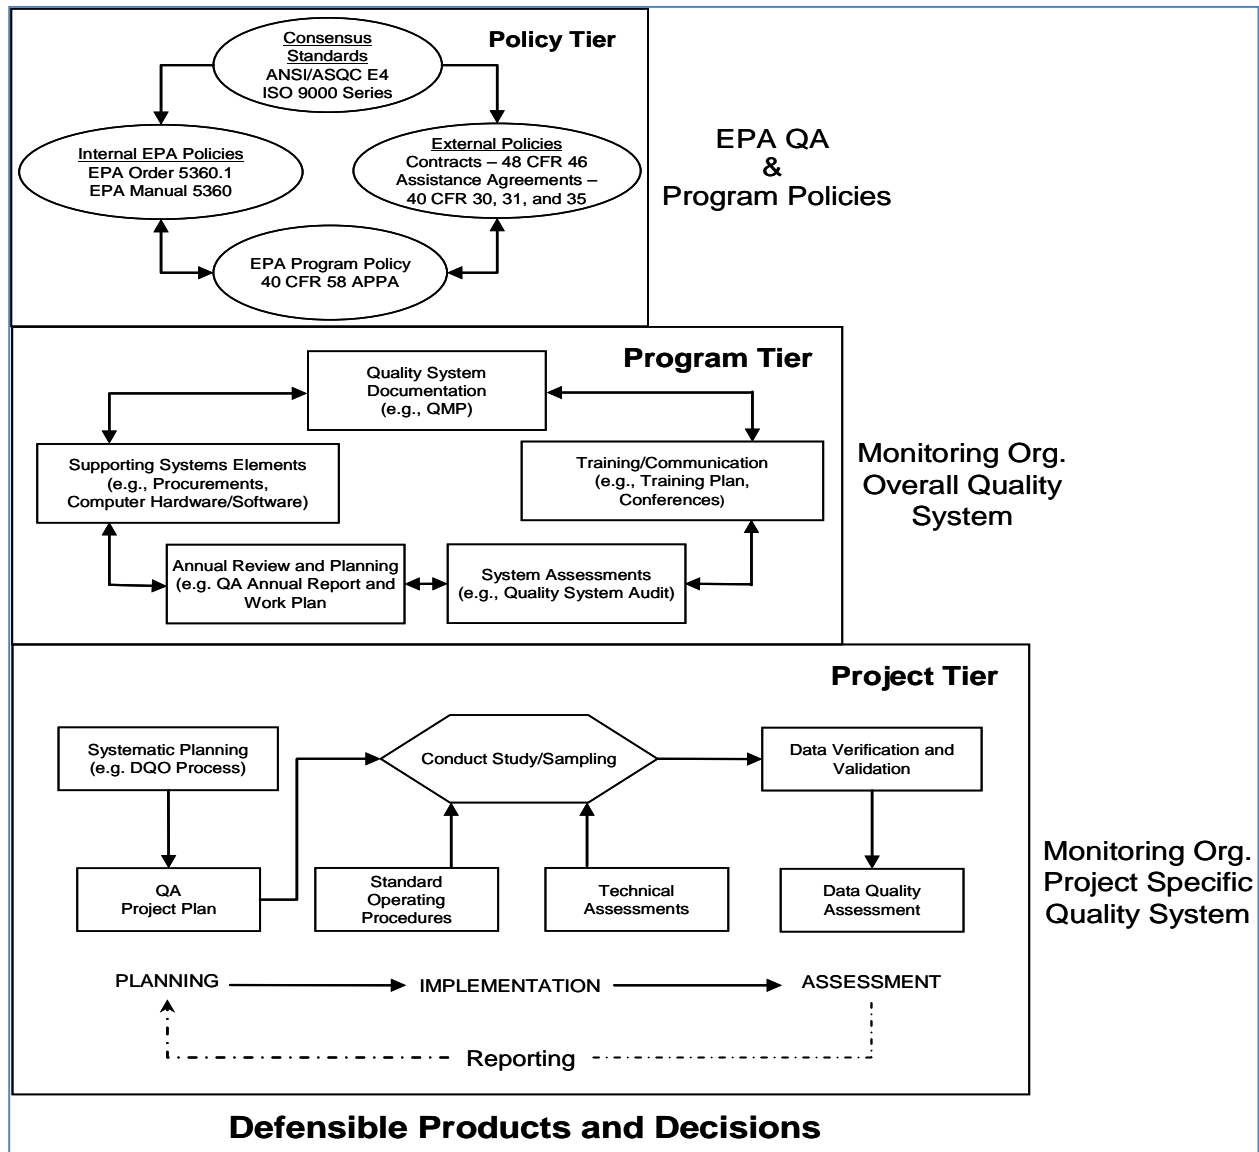 Policy Tier
Consensus
Standards
ANSI/ASQC E4
ISO 9000 Series
Internal EPA Policies
EPA Order 5360.1
EPA Manual 5360
External Policies
Contracts – 48 CFR 46
Assistance Agreements –
40 CFR 30, 31, and 35
EPA Program Policy
40 CFR 58 APPA
EPA QA
&
Program Policies
Program Tier
Quality System
Documentation
(e.g., QMP)
Supporting Systems Elements
(e.g., Procurements,
Computer Hardware/Software)
Training/Communication
(e.g., Training Plan,
Conferences)
Annual Review and Planning
(e.g. QA Annual Report and
Work Plan
System Assessments
(e.g., Quality System Audit)
Monitoring Org.
Overall Quality
System
Project Tier
Systematic Planning
(e.g. DQO Process)
Conduct Study/Sampling
Data Verification and
Validation
QA
Project Plan
Standard
Operating
Procedures
Technical
Assessments
Data Quality
Assessment
Monitoring Org.
Project Specific
Quality System
PLANNING
IMPLEMENTATION
ASSESSMENT
Reporting
Defensible Products and Decisions